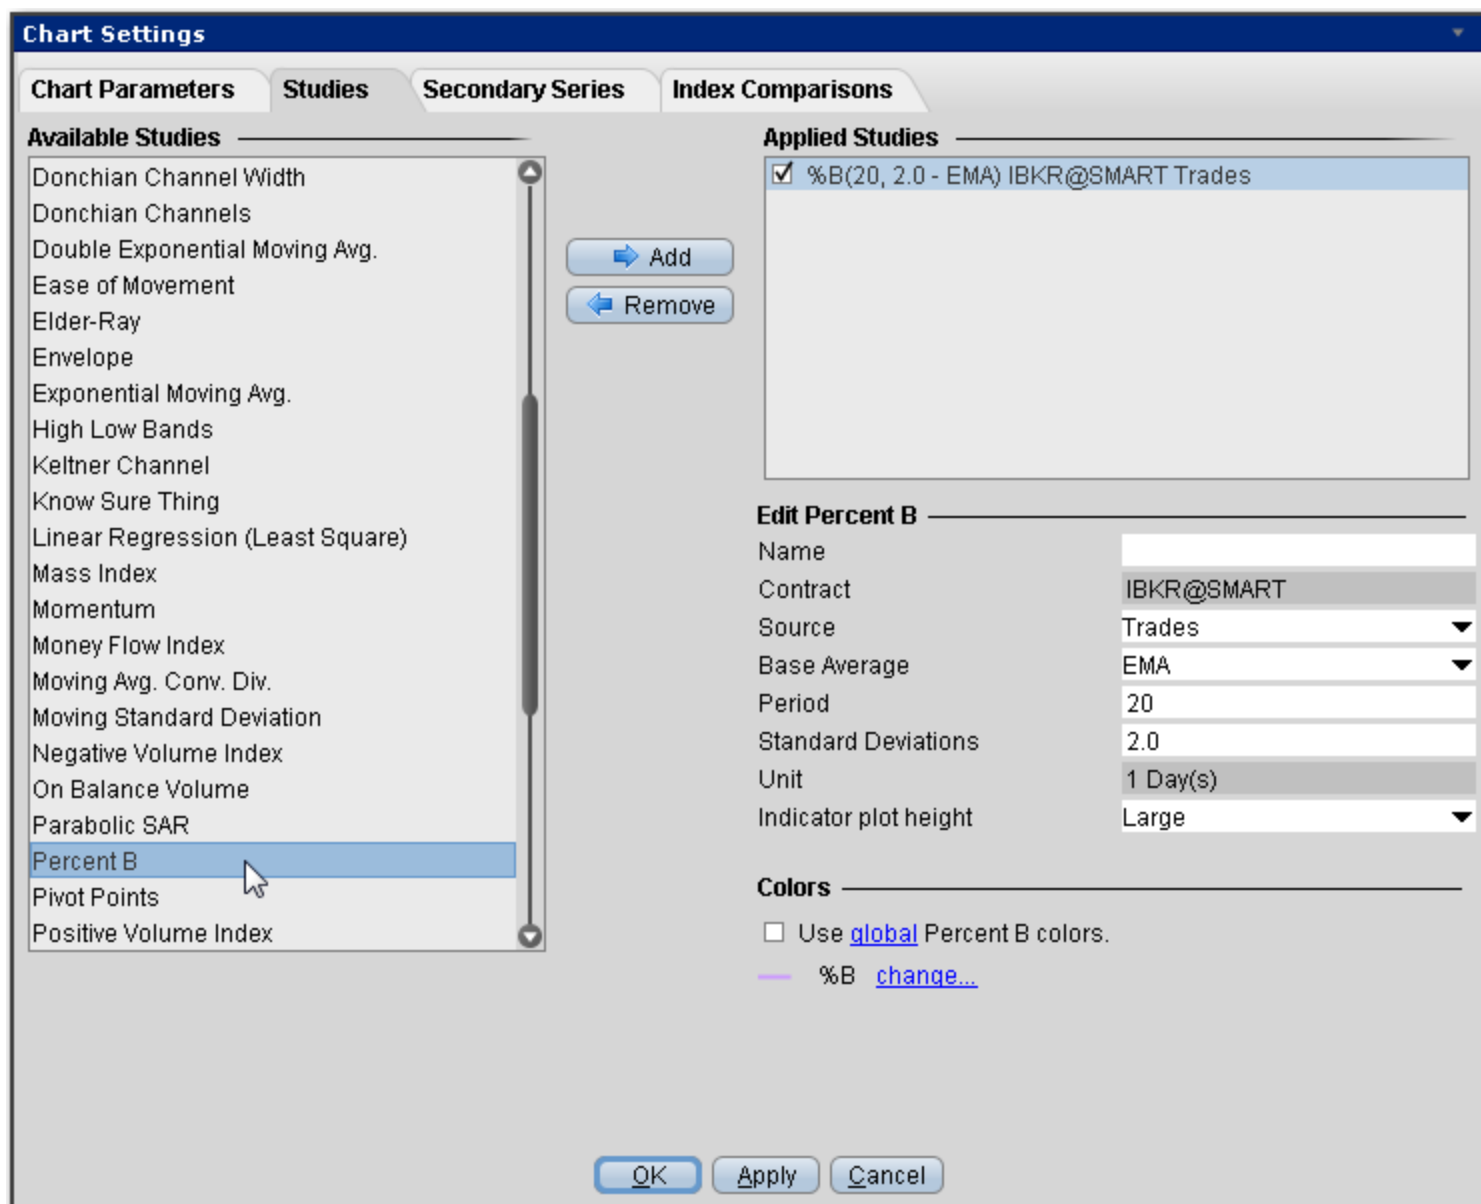 Chart Settings
Chart Parameters
Studies
Secondary Series
Index Comparisons
Available Studies
Donchian Channel Width
Donchian Channels
Double Exponential Moving Avg.
Ease of Movement
Elder-Ray
Envelope
Exponential Moving Avg.
High Low Bands
Keltner Channel
Know Sure Thing
Linear Regression (Least Square)
Mass Index
Momentum
Money Flow Index
Moving Avg. Conv. Div.
Moving Standard Deviation
Negative Volume Index
On Balance Volume
Parabolic SAR
Percent B
Pivot Points
Positive Volume Index
Add
Remove
Applied Studies
%B(20, 2.0 - EMA) IBKR@SMART Trades
Edit Percent B
Name
Contract IBKR@SMART
Source Trades
Base Average EMA
Period 20
Standard Deviations 2.0
Unit 1 Day(s)
Indicator plot height Large
Colors
Use global Percent B colors.
%B change...
OK Apply Cancel